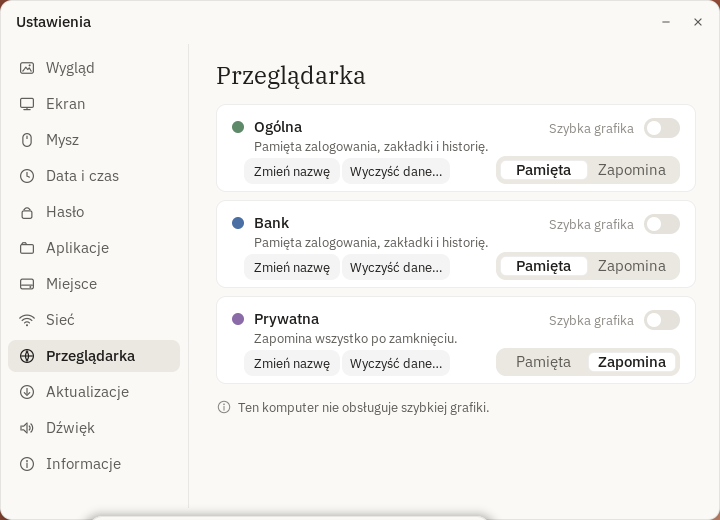 Ustawienia
Wygląd
Ekran
Mysz
Data i czas
Hasło
Aplikacje
Miejsce
Sieć
Przeglądarka
Aktualizacje
Dźwięk
Informacje
Przeglądarka
Ogólna
Szybka grafika
Pamięta zalogowania, zakładki i historię.
Zmień nazwę
Wyczyść dane...
Pamięta
Zapomina
Bank
Szybka grafika
Pamięta zalogowania, zakładki i historię.
Zmień nazwę
Wyczyść dane...
Pamięta
Zapomina
Prywatna
Szybka grafika
Zapomina wszystko po zamknięciu.
Zmień nazwę
Wyczyść dane...
Pamięta
Zapomina
Ten komputer nie obsługuje szybkiej grafiki.